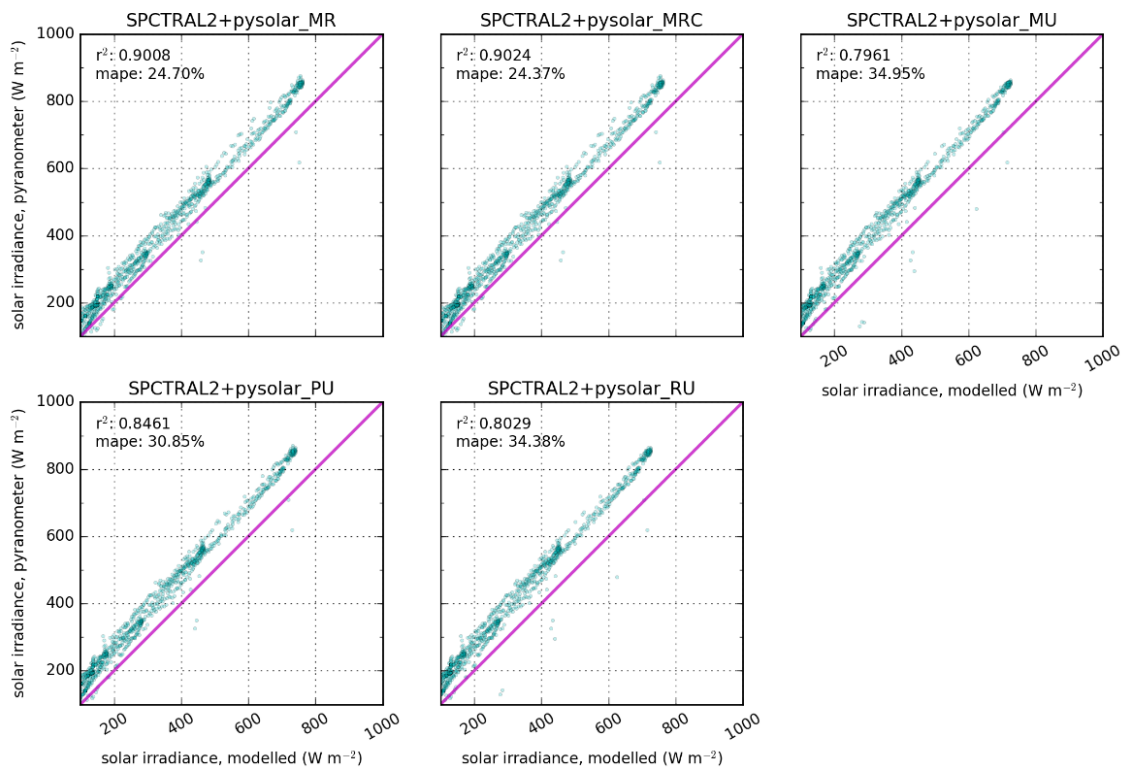 SPCTRAL2+pysolar_MR
SPCTRAL2+pysolar_MRC
SPCTRAL2+pysolar_MU
r²: 0.9008
mape: 24.70%
r²: 0.9024
mape: 24.37%
r²: 0.7961
mape: 34.95%
1000
800
600
400
200
solar irradiance, pyranometer (W m⁻²)
200
400
600
800
1000
solar irradiance, modelled (W m⁻²)
SPCTRAL2+pysolar_PU
SPCTRAL2+pysolar_RU
r²: 0.8461
mape: 30.85%
r²: 0.8029
mape: 34.38%
1000
800
600
400
200
solar irradiance, pyranometer (W m⁻²)
200
400
600
800
1000
200
400
600
800
1000
solar irradiance, modelled (W m⁻²)
solar irradiance, modelled (W m⁻²)